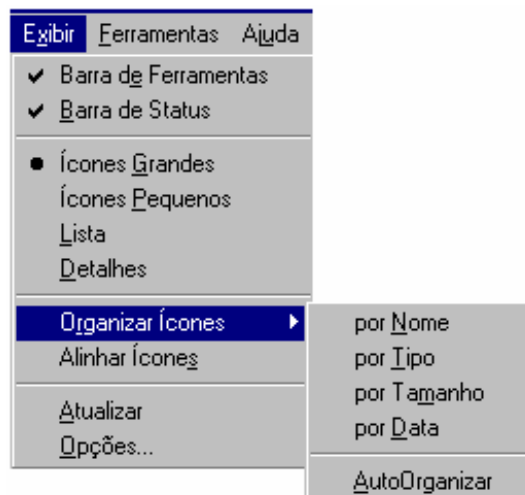 Exibir Ferramentas Ajuda
Barra de Ferramentas
Barra de Status
Ícones Grandes
Ícones Pequenos
Lista
Detalhes
Organizar Ícones
Alinhar Ícones
Atualizar
Opções...
por Nome
por Tipo
por Tamanho
por Data
AutoOrganizar